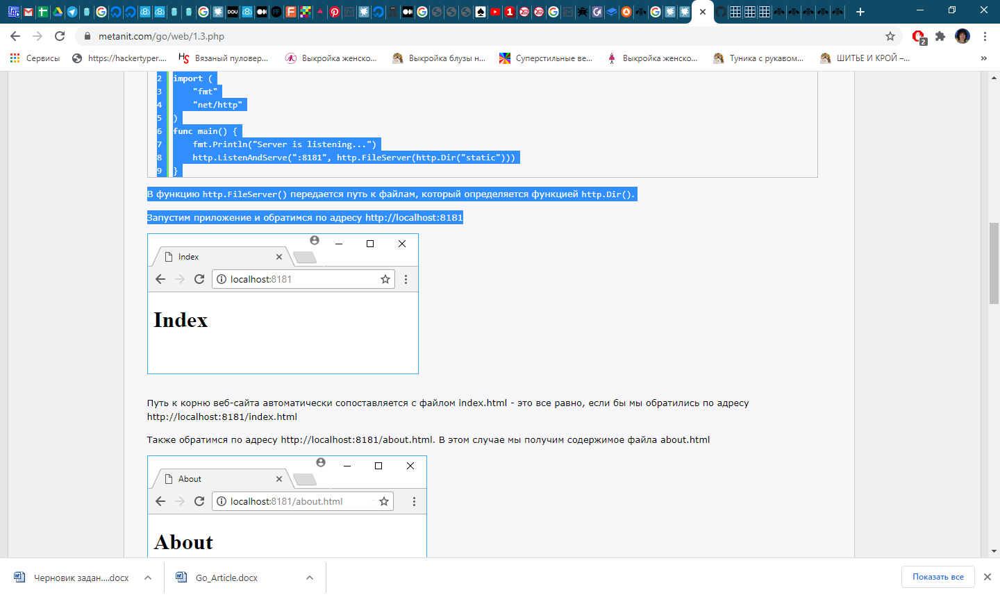 DOU
FF
metanit.com/go/web/1.3.php
2
Сервисы
https://hackertyper....
HS
Вязаный пуловер...
Выкройка женско...
Выкройка блузы н...
Суперстильные ве...
Выкройка женско...
Туника с рукавом...
ШИТЬЕ И КРОЙ –...
»
2 import (
3 "fmt"
4 "net/http"
5 )
6 func main() {
7 fmt.Println("Server is listening...")
8 http.ListenAndServe(":8181", http.FileServer(http.Dir("static")))
9 }
В функцию http.FileServer() передается путь к файлам, который определяется функцией http.Dir().
Запустим приложение и обратимся по адресу http://localhost:8181
Index
localhost:8181
Index
Путь к корню веб-сайта автоматически сопоставляется с файлом index.html - это все равно, если бы мы обратились по адресу
http://localhost:8181/index.html
Также обратимся по адресу http://localhost:8181/about.html. В этом случае мы получим содержимое файла about.html
About
localhost:8181/about.html
About
Черновик задан....docx
Go_Article.docx
Показать все